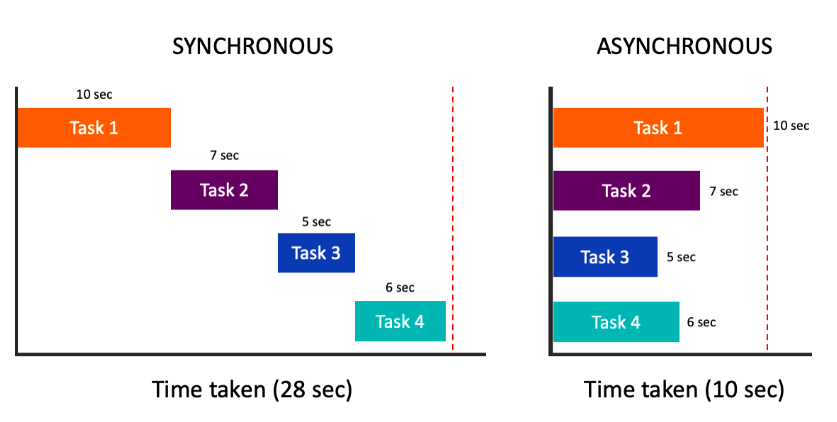 SYNCHRONOUS
10 sec
Task 1
7 sec
Task 2
5 sec
Task 3
6 sec
Task 4
Time taken (28 sec)
ASYNCHRONOUS
Task 1
10 sec
Task 2
7 sec
Task 3
5 sec
Task 4
6 sec
Time taken (10 sec)